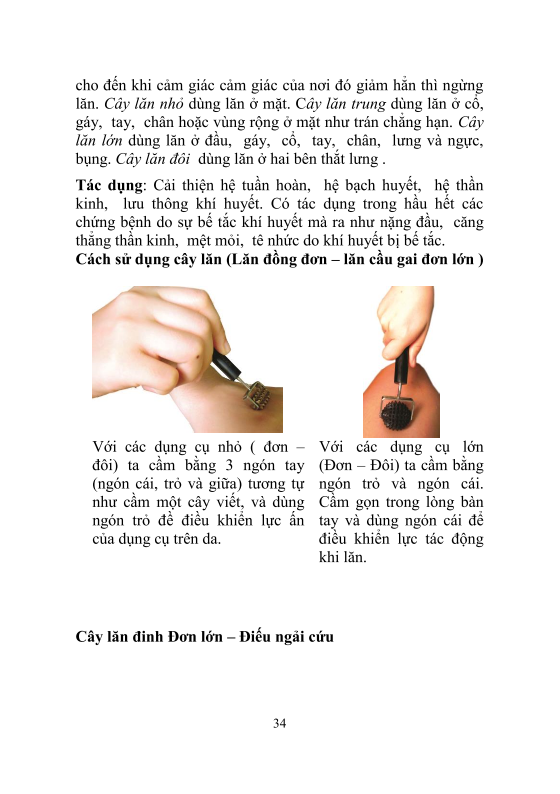 cho đến khi cảm giác cảm giác của nơi đó giảm hẳn thì ngừng
lăn. Cây lăn nhỏ dùng lăn ở mặt. Cây lăn trung dùng lăn ở cổ,
gáy, tay, chân hoặc vùng rộng ở mặt như trán chẳng hạn. Cây
lăn lớn dùng lăn ở đầu, gáy, cổ, tay, chân, lưng và ngực,
bụng. Cây lăn đôi dùng lăn ở hai bên thắt lưng .
Tác dụng: Cải thiện hệ tuần hoàn, hệ bạch huyết, hệ thần
kinh, lưu thông khí huyết. Có tác dụng trong hầu hết các
chứng bệnh do sự bế tắc khí huyết mà ra như nặng đầu, căng
thẳng thần kinh, mệt mỏi, tê nhức do khí huyết bị bế tắc.
Cách sử dụng cây lăn (Lăn đồng đơn – lăn cầu gai đơn lớn )
Với các dụng cụ nhỏ ( đơn –
đôi) ta cầm bằng 3 ngón tay
(ngón cái, trỏ và giữa) tương tự
như cầm một cây viết, và dùng
ngón trỏ để điều khiển lực ấn
của dụng cụ trên da.
Với các dụng cụ lớn
(Đơn – Đôi) ta cầm bằng
ngón trỏ và ngón cái.
Cầm gọn trong lòng bàn
tay và dùng ngón cái để
điều khiển lực tác động
khi lăn.
Cây lăn đinh Đơn lớn – Điếu ngải cứu
34